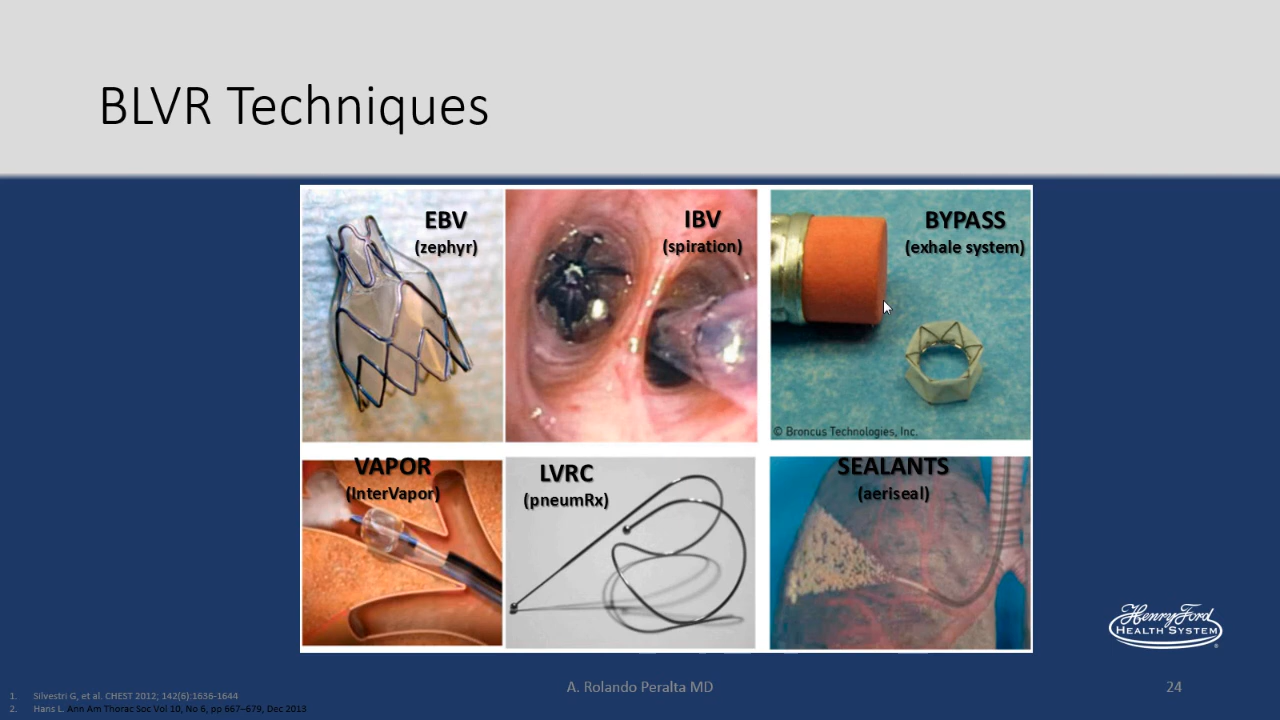 BLVR Techniques
EBV
(zephyr)
IBV
(spiration)
BYPASS
(exhale system)
© Broncus Technologies, Inc.
VAPOR
(InterVapor)
LVRC
(pneumRx)
SEALANTS
(aeriseal)
Henry Ford
HEALTH SYSTEM
1. Silvestri G, et al. CHEST 2012; 142(6):1636-1644
2. Hans L. Ann Am Thorac Soc Vol 10, No 6, pp 667–679, Dec 2013
A. Rolando Peralta MD
24